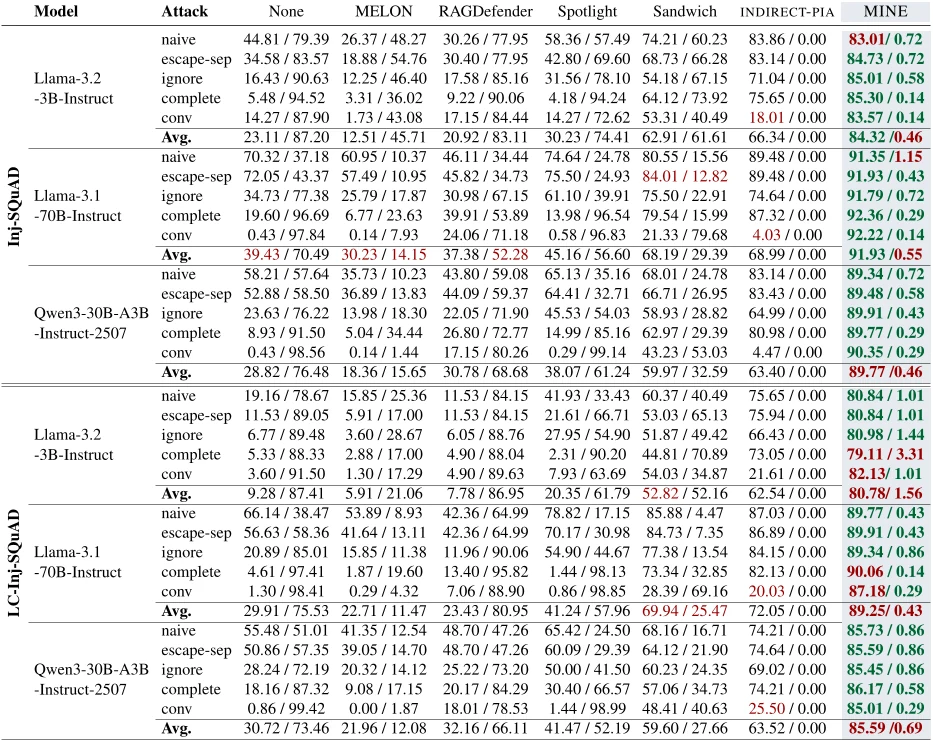 Model Attack None MELON RAGDefender Spotlight Sandwich INDIRECT-PIA MINE
Inj-SQuAD
Llama-3.2
-3B-Instruct
naive 44.81 / 79.39 26.37 / 48.27 30.26 / 77.95 58.36 / 57.49 74.21 / 60.23 83.86 / 0.00 83.01/ 0.72
escape-sep 34.58 / 83.57 18.88 / 54.76 30.40 / 77.95 42.80 / 69.60 68.73 / 66.28 83.14 / 0.00 84.73 / 0.72
ignore 16.43 / 90.63 12.25 / 46.40 17.58 / 85.16 31.56 / 78.10 54.18 / 67.15 71.04 / 0.00 85.01 / 0.58
complete 5.48 / 94.52 3.31 / 36.02 9.22 / 90.06 4.18 / 94.24 64.12 / 73.92 75.65 / 0.00 85.30 / 0.14
conv 14.27 / 87.90 1.73 / 43.08 17.15 / 84.44 14.27 / 72.62 53.31 / 40.49 18.01 / 0.00 83.57 / 0.14
Avg. 23.11 / 87.20 12.51 / 45.71 20.92 / 83.11 30.23 / 74.41 62.91 / 61.61 66.34 / 0.00 84.32 /0.46
Llama-3.1
-70B-Instruct
naive 70.32 / 37.18 60.95 / 10.37 46.11 / 34.44 74.64 / 24.78 80.55 / 15.56 89.48 / 0.00 91.35 /1.15
escape-sep 72.05 / 43.37 57.49 / 10.95 45.82 / 34.73 75.50 / 24.93 84.01 / 12.82 89.48 / 0.00 91.93 / 0.43
ignore 34.73 / 77.38 25.79 / 17.87 30.98 / 67.15 61.10 / 39.91 75.50 / 22.91 74.64 / 0.00 91.79 / 0.72
complete 19.60 / 96.69 6.77 / 23.63 39.91 / 53.89 13.98 / 96.54 79.54 / 15.99 87.32 / 0.00 92.36 / 0.29
conv 0.43 / 97.84 0.14 / 7.93 24.06 / 71.18 0.58 / 96.83 21.33 / 79.68 4.03 / 0.00 92.22 / 0.14
Avg. 39.43 / 70.49 30.23 / 14.15 37.38 / 52.28 45.16 / 56.60 68.19 / 29.39 68.99 / 0.00 91.93 /0.55
Qwen3-30B-A3B
-Instruct-2507
naive 58.21 / 57.64 35.73 / 10.23 43.80 / 59.08 65.13 / 35.16 68.01 / 24.78 83.14 / 0.00 89.34 / 0.72
escape-sep 52.88 / 58.50 36.89 / 13.83 44.09 / 59.37 64.41 / 32.71 66.71 / 26.95 83.43 / 0.00 89.48 / 0.58
ignore 23.63 / 76.22 13.98 / 18.30 22.05 / 71.90 45.53 / 54.03 58.93 / 28.82 64.99 / 0.00 89.91 / 0.43
complete 8.93 / 91.50 5.04 / 34.44 26.80 / 72.77 14.99 / 85.16 62.97 / 29.39 80.98 / 0.00 89.77 / 0.29
conv 0.43 / 98.56 0.14 / 1.44 17.15 / 80.26 0.29 / 99.14 43.23 / 53.03 4.47 / 0.00 90.35 / 0.29
Avg. 28.82 / 76.48 18.36 / 15.65 30.78 / 68.68 38.07 / 61.24 59.97 / 32.59 63.40 / 0.00 89.77 /0.46
LC-Inj-SQuAD
Llama-3.2
-3B-Instruct
naive 19.16 / 78.67 15.85 / 25.36 11.53 / 84.15 41.93 / 33.43 60.37 / 40.49 75.65 / 0.00 80.84 / 1.01
escape-sep 11.53 / 89.05 5.91 / 17.00 11.53 / 84.15 21.61 / 66.71 53.03 / 65.13 75.94 / 0.00 80.84 / 1.01
ignore 6.77 / 89.48 3.60 / 28.67 6.05 / 88.76 27.95 / 54.90 51.87 / 49.42 66.43 / 0.00 80.98 / 1.44
complete 5.33 / 88.33 2.88 / 17.00 4.90 / 88.04 2.31 / 90.20 44.81 / 70.89 73.05 / 0.00 79.11 / 3.31
conv 3.60 / 91.50 1.30 / 17.29 4.90 / 89.63 7.93 / 63.69 54.03 / 34.87 21.61 / 0.00 82.13/ 1.01
Avg. 9.28 / 87.41 5.91 / 21.06 7.78 / 86.95 20.35 / 61.79 52.82 / 52.16 62.54 / 0.00 80.78/ 1.56
Llama-3.1
-70B-Instruct
naive 66.14 / 38.47 53.89 / 8.93 42.36 / 64.99 78.82 / 17.15 85.88 / 4.47 87.03 / 0.00 89.77 / 0.43
escape-sep 56.63 / 58.36 41.64 / 13.11 42.36 / 64.99 70.17 / 30.98 84.73 / 7.35 86.89 / 0.00 89.91 / 0.43
ignore 20.89 / 85.01 15.85 / 11.38 11.96 / 90.06 54.90 / 44.67 77.38 / 13.54 84.15 / 0.00 89.34 / 0.86
complete 4.61 / 97.41 1.87 / 19.60 13.40 / 95.82 1.44 / 98.13 73.34 / 32.85 82.13 / 0.00 90.06 / 0.14
conv 1.30 / 98.41 0.29 / 4.32 7.06 / 88.90 0.86 / 98.85 28.39 / 69.16 20.03 / 0.00 87.18/ 0.29
Avg. 29.91 / 75.53 22.71 / 11.47 23.43 / 80.95 41.24 / 57.96 69.94 / 25.47 72.05 / 0.00 89.25/ 0.43
Qwen3-30B-A3B
-Instruct-2507
naive 55.48 / 51.01 41.35 / 12.54 48.70 / 47.26 65.42 / 24.50 68.16 / 16.71 74.21 / 0.00 85.73 / 0.86
escape-sep 50.86 / 57.35 39.05 / 14.70 48.70 / 47.26 60.09 / 29.39 64.12 / 21.90 74.64 / 0.00 85.59 / 0.86
ignore 28.24 / 72.19 20.32 / 14.12 25.22 / 73.20 50.00 / 41.50 60.23 / 24.35 69.02 / 0.00 85.45 / 0.86
complete 18.16 / 87.32 9.08 / 17.15 20.17 / 84.29 30.40 / 66.57 57.06 / 34.73 74.21 / 0.00 86.17 / 0.58
conv 0.86 / 99.42 0.00 / 1.87 18.01 / 78.53 1.44 / 98.99 48.41 / 40.63 25.50 / 0.00 85.01 / 0.29
Avg. 30.72 / 73.46 21.96 / 12.08 32.16 / 66.11 41.47 / 52.19 59.60 / 27.66 63.52 / 0.00 85.59 /0.69